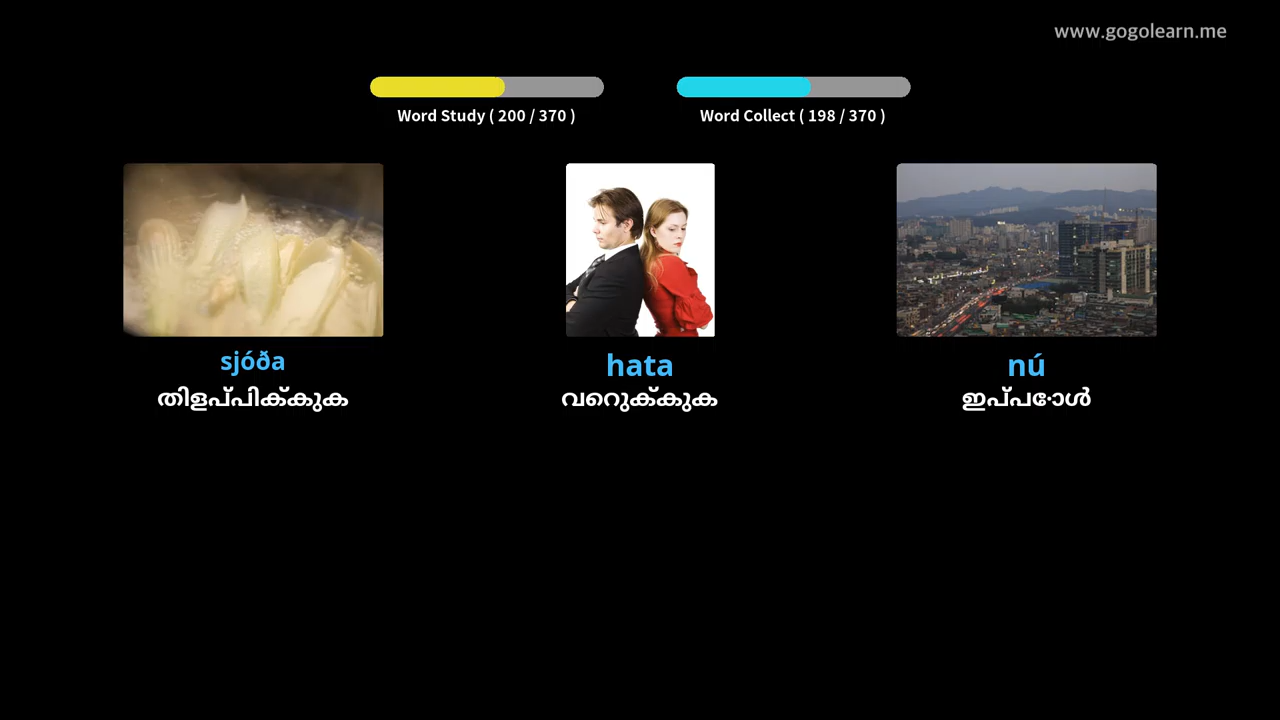 www.gogolearn.me
Word Study ( 200 / 370 )
Word Collect ( 198 / 370 )
sjóða
hata
nú
തിളപ്പിക്കുക
വെറുക്കുക
ഇപ്പോൾ